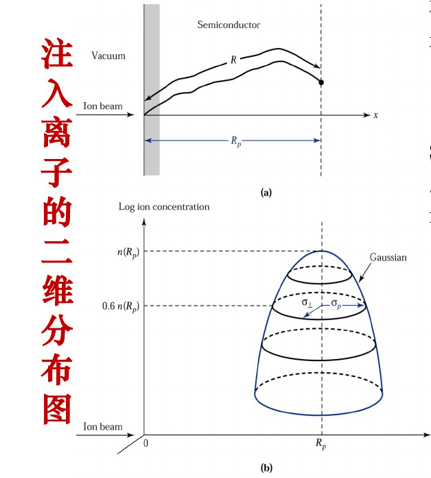 注入离子的二维分布图
Semiconductor
Vacuum
R
Ion beam
x
Rₚ
(a)
Log ion concentration
n(Rₚ)
Gaussian
0.6 n(Rₚ)
σ⊥
σₚ
Ion beam
0
Rₚ
(b)